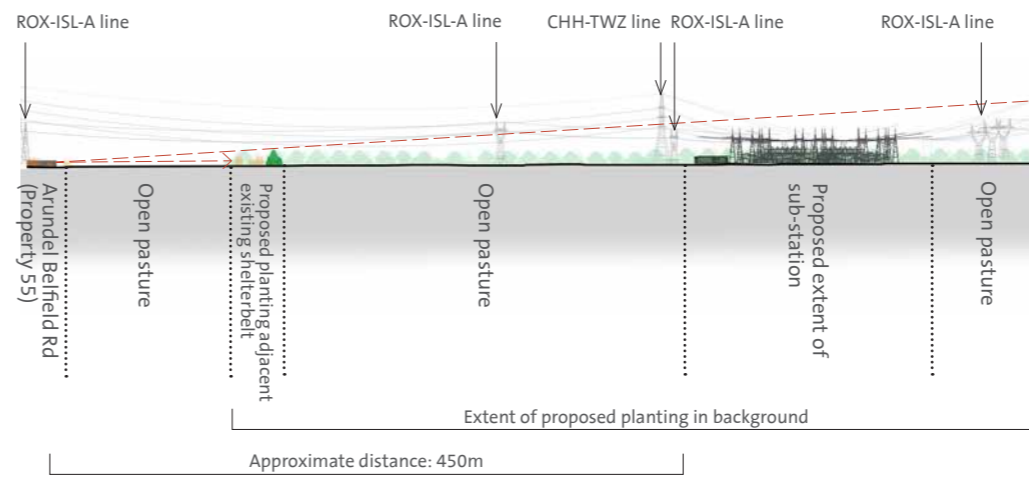 ROX-ISL-A line
ROX-ISL-A line
CHH-TWZ line
ROX-ISL-A line
ROX-ISL-A line
Arundel Belfield Rd
(Property 55)
Open pasture
Proposed planting adjacent
existing shelterbelt
Open pasture
Proposed extent of
sub-station
Open pasture
Extent of proposed planting in background
Approximate distance: 450m